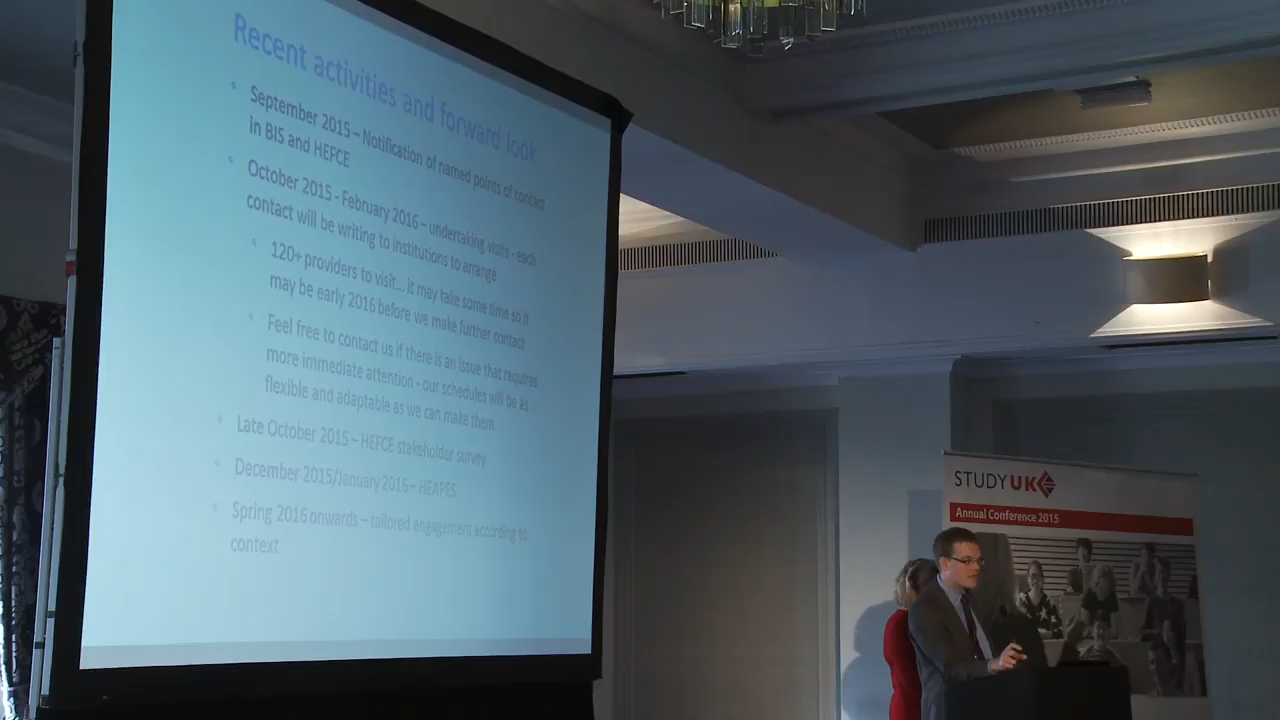 Recent activities and forward look
September 2015 – Notification of named points of contact
in BIS and HEFCE
October 2015 - February 2016 – undertaking visits - each
contact will be writing to institutions to arrange
120+ providers to visit... it may take some time so it
may be early 2016 before we make further contact
Feel free to contact us if there is an issue that requires
more immediate attention - our schedules will be as
flexible and adaptable as we can make them.
Late October 2015 – HEFCE stakeholder survey
December 2015/January 2016 – HEAPES
Spring 2016 onwards – tailored engagement according to
context
STUDY UK
Annual Conference 2015